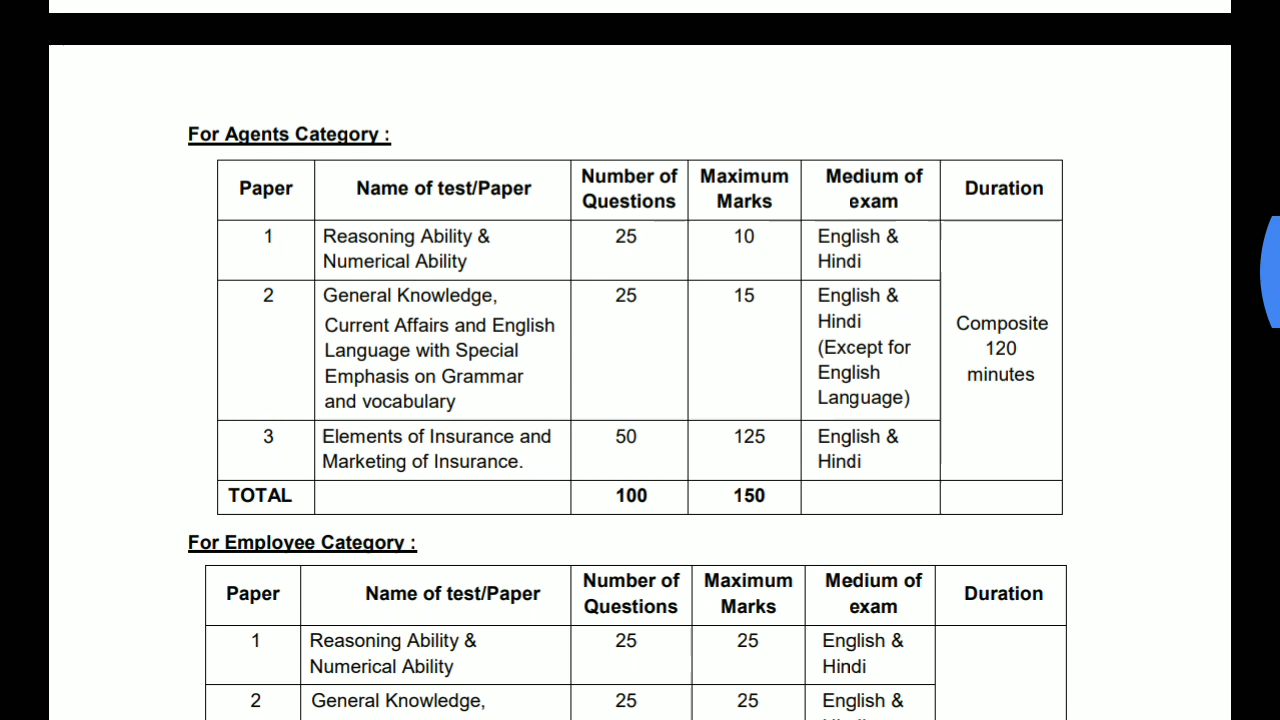 For Agents Category :
Paper Name of test/Paper Number of Questions Maximum Marks Medium of exam Duration
1 Reasoning Ability & Numerical Ability 25 10 English & Hindi Composite 120 minutes
2 General Knowledge, Current Affairs and English Language with Special Emphasis on Grammar and vocabulary 25 15 English & Hindi (Except for English Language)
3 Elements of Insurance and Marketing of Insurance. 50 125 English & Hindi
TOTAL 100 150
For Employee Category :
Paper Name of test/Paper Number of Questions Maximum Marks Medium of exam Duration
1 Reasoning Ability & Numerical Ability 25 25 English & Hindi
2 General Knowledge, 25 25 English &